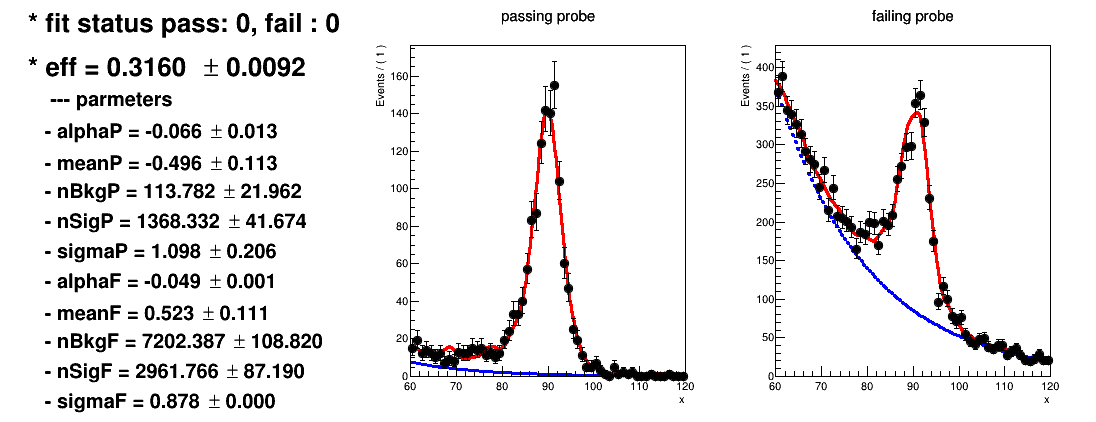 * fit status pass: 0, fail : 0
* eff = 0.3160 ± 0.0092
--- parmeters
- alphaP = -0.066 ± 0.013
- meanP = -0.496 ± 0.113
- nBkgP = 113.782 ± 21.962
- nSigP = 1368.332 ± 41.674
- sigmaP = 1.098 ± 0.206
- alphaF = -0.049 ± 0.001
- meanF = 0.523 ± 0.111
- nBkgF = 7202.387 ± 108.820
- nSigF = 2961.766 ± 87.190
- sigmaF = 0.878 ± 0.000
passing probe
Events / ( 1 )
160
140
120
100
80
60
40
20
0
60 70 80 90 100 110 120
x
failing probe
Events / ( 1 )
400
350
300
250
200
150
100
50
0
60 70 80 90 100 110 120
x